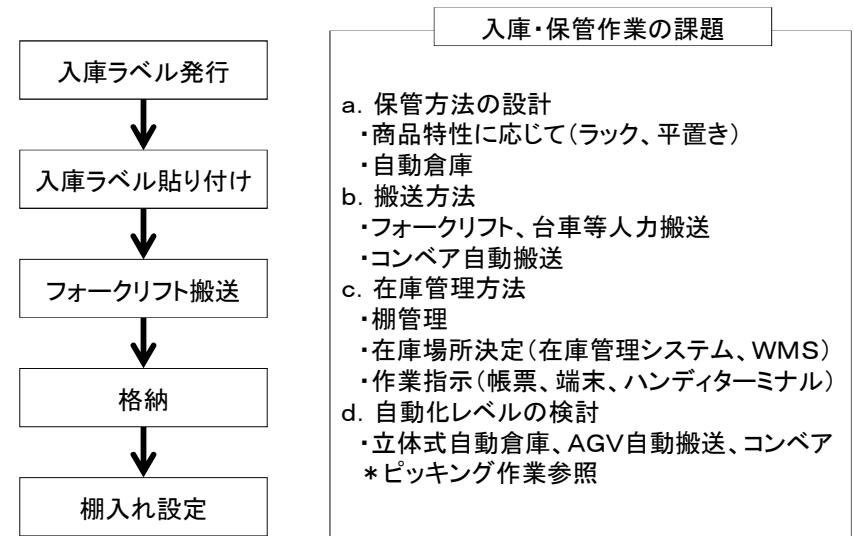 入庫ラベル発行
入庫ラベル貼り付け
フォークリフト搬送
格納
棚入れ設定
入庫・保管作業の課題
a．保管方法の設計
・商品特性に応じて（ラック、平置き）
・自動倉庫
b．搬送方法
・フォークリフト、台車等人力搬送
・コンベア自動搬送
c．在庫管理方法
・棚管理
・在庫場所決定（在庫管理システム、WMS）
・作業指示（帳票、端末、ハンディターミナル）
d．自動化レベルの検討
・立体式自動倉庫、AGV自動搬送、コンベア
＊ピッキング作業参照